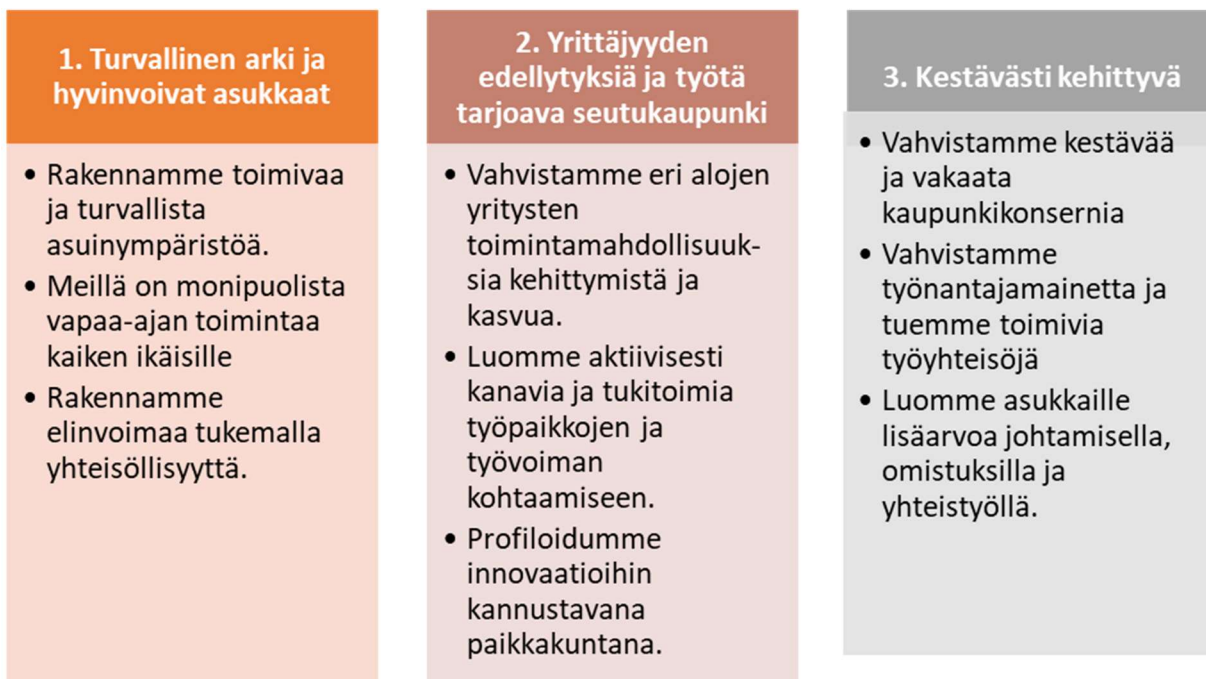 1. Turvallinen arki ja
hyvinvoivat asukkaat
• Rakennamme toimivaa
ja turvallista
asuinympäristöä.
• Meillä on monipuolista
vapaa-ajan toimintaa
kaiken ikäisille
• Rakennamme
elinvoimaa tukemalla
yhteisöllisyyttä.
2. Yrittäjyyden
edellytyksiä ja työtä
tarjoava seutukaupunki
• Vahvistamme eri alojen
yritysten
toimintamahdollisuuk-
sia kehittymistä ja
kasvua.
• Luomme aktiivisesti
kanavia ja tukitoimia
työpaikkojen ja
työvoiman
kohtaamiseen.
• Profiloidumme
innovaatioihin
kannustavana
paikkakuntana.
3. Kestävästi kehittyvä
• Vahvistamme kestävää
ja vakaata
kaupunkikonsernia
• Vahvistamme
työnantajamainetta ja
tuemme toimivia
työyhteisöjä
• Luomme asukkaille
lisäarvoa johtamisella,
omistuksilla ja
yhteistyöllä.